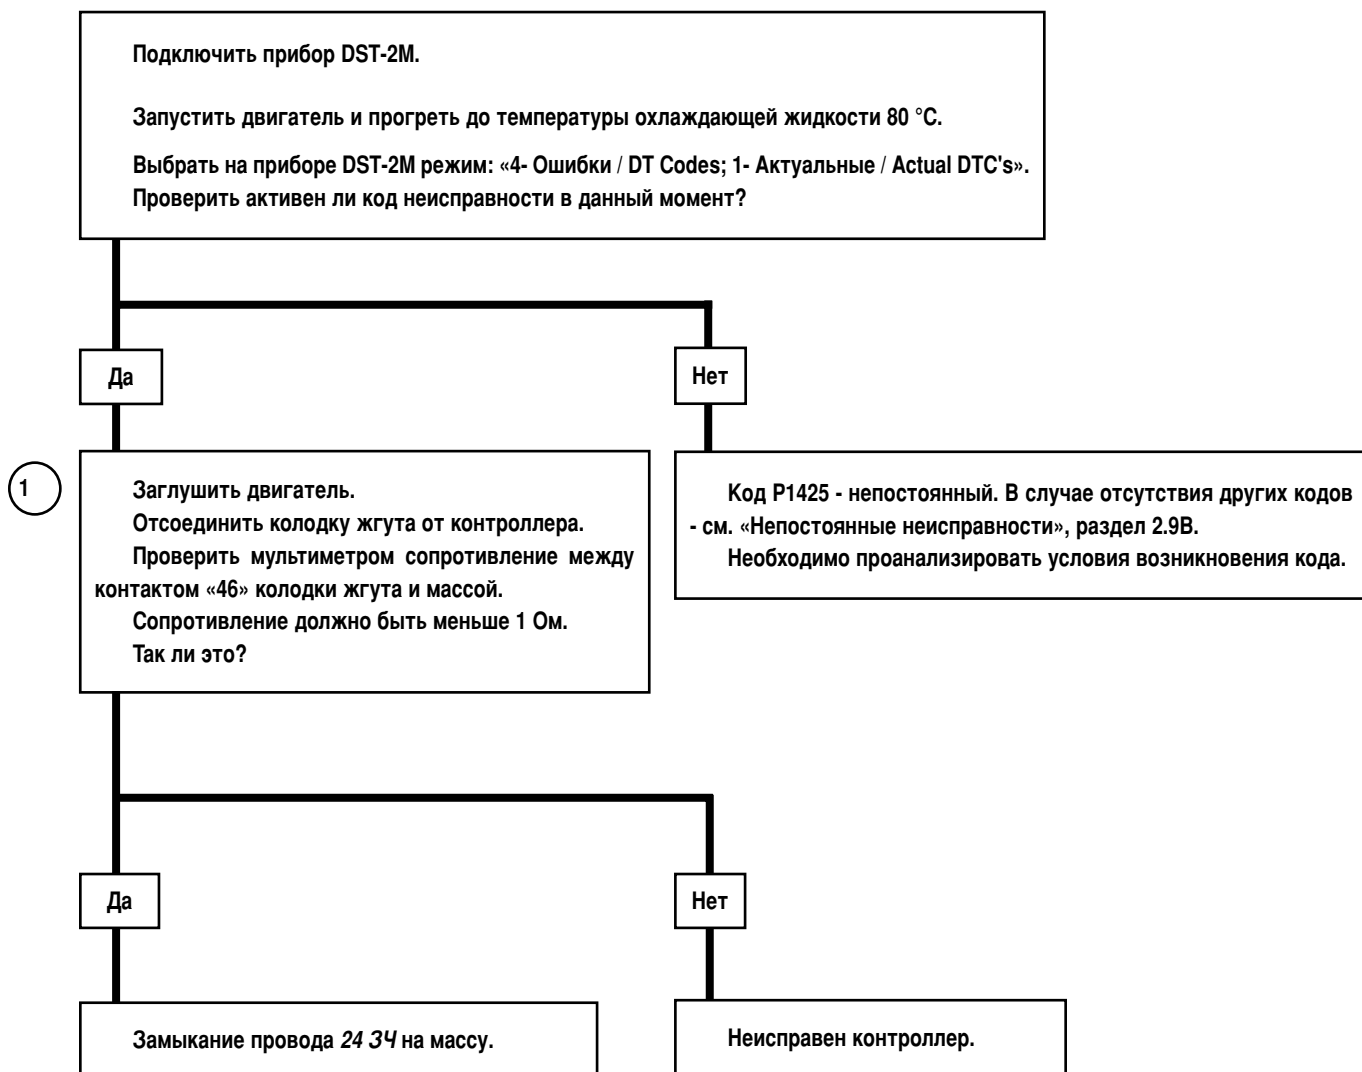 Подключить прибор DST-2M.
Запустить двигатель и прогреть до температуры охлаждающей жидкости 80 °C.
Выбрать на приборе DST-2M режим: «4- Ошибки / DT Codes; 1- Актуальные / Actual DTC's».
Проверить активен ли код неисправности в данный момент?
Да
Нет
1
Заглушить двигатель.
Отсоединить колодку жгута от контроллера.
Проверить мультиметром сопротивление между
контактом «46» колодки жгута и массой.
Сопротивление должно быть меньше 1 Ом.
Так ли это?
Код P1425 - непостоянный. В случае отсутствия других кодов
- см. «Непостоянные неисправности», раздел 2.9В.
Необходимо проанализировать условия возникновения кода.
Да
Нет
Замыкание провода 24 ЗЧ на массу.
Неисправен контроллер.